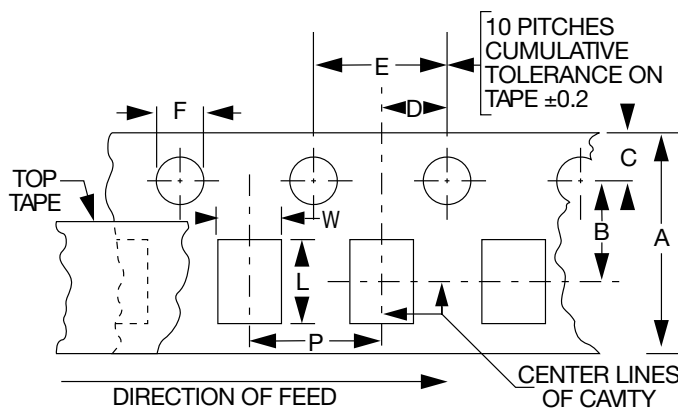 10 PITCHES
CUMULATIVE
TOLERANCE ON
TAPE ±0.2
E
F
D
C
TOP
TAPE
W
B
A
L
P
CENTER LINES
OF CAVITY
DIRECTION OF FEED